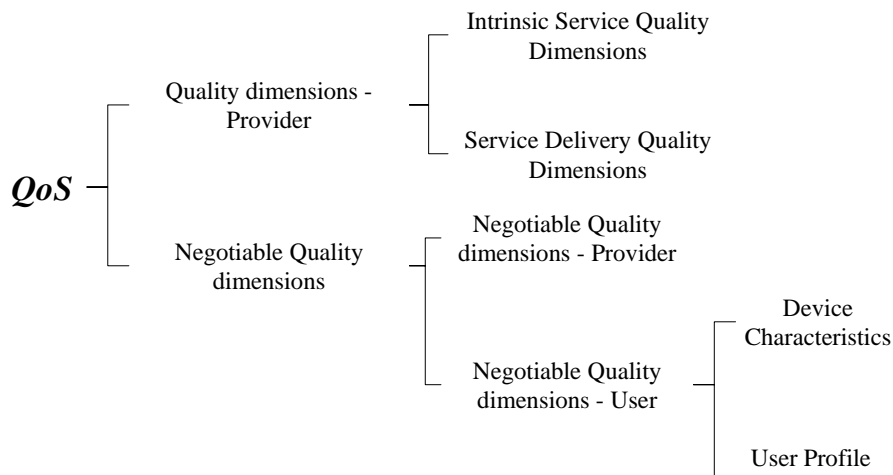 QoS
Quality dimensions -
Provider
Intrinsic Service Quality
Dimensions
Service Delivery Quality
Dimensions
Negotiable Quality
dimensions
Negotiable Quality
dimensions - Provider
Negotiable Quality
dimensions - User
Device
Characteristics
User Profile